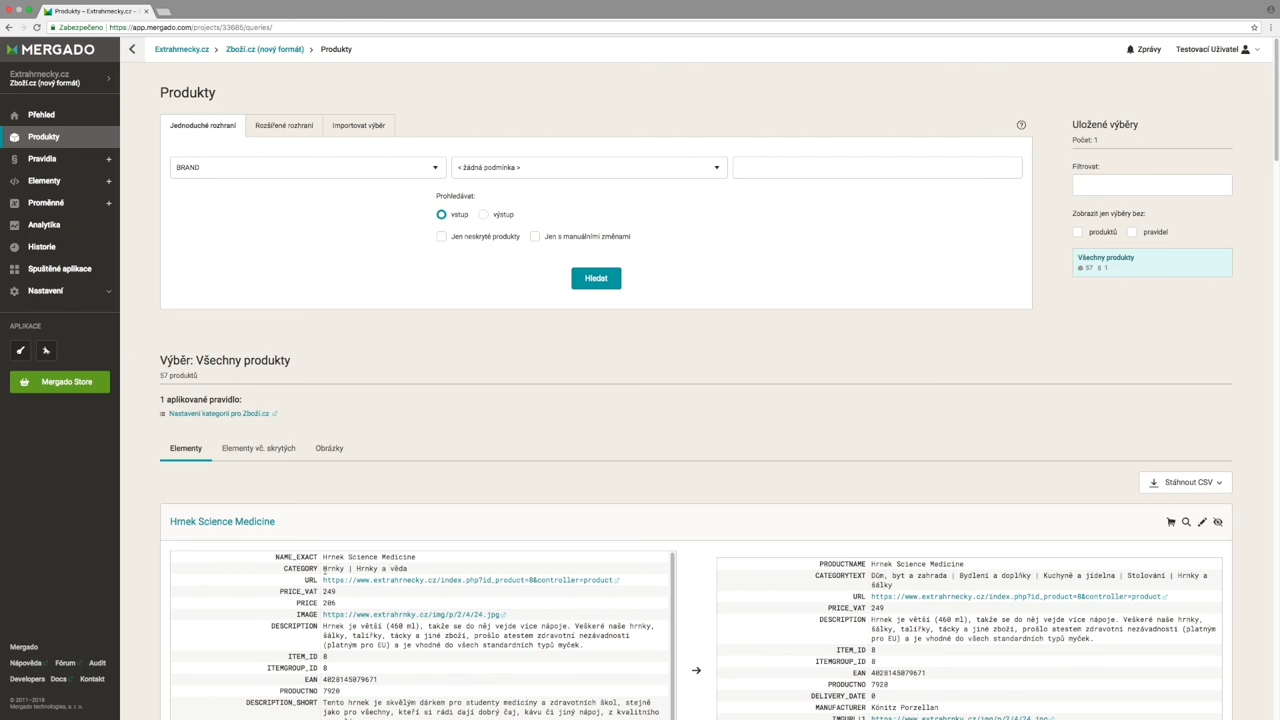 Produkty – Extrahrnecky.cz - Z
Zabezpečeno | https://app.mergado.com/projects/33685/queries/
MERGADO
Extrahrnecky.cz > Zboží.cz (nový formát) > Produkty
Zprávy
Testovací Uživatel
Extrahrnecky.cz
Zboží.cz (nový formát)
Přehled
Produkty
Pravidla +
Elementy +
Proměnné +
Analytika
Historie
Spuštěné aplikace
Nastavení
APLIKACE
Mergado Store
Mergado
Nápověda Fórum Audit
Developers Docs Kontakt
© 2011–2018
Mergado technologies, s. r. o.
Produkty
Jednoduché rozhraní
Rozšířené rozhraní
Importovat výběr
BRAND
< žádná podmínka >
Prohledávat:
vstup výstup
Jen neskryté produkty Jen s manuálními změnami
Hledat
Uložené výběry
Počet: 1
Filtrovat:
Zobrazit jen výběry bez:
produktů pravidel
Všechny produkty
57 § 1
Výběr: Všechny produkty
57 produktů
1 aplikované pravidlo:
Nastavení kategorií pro Zboží.cz
Elementy
Elementy vč. skrytých
Obrázky
Stáhnout CSV
Hrnek Science Medicine
NAME_EXACT Hrnek Science Medicine
CATEGORY Hrnky | Hrnky a věda
URL https://www.extrahrnecky.cz/index.php?id_product=8&controller=product
PRICE_VAT 249
PRICE 206
IMAGE https://www.extrahrnky.cz/img/p/2/4/24.jpg
DESCRIPTION Hrnek je větší (460 ml), takže se do něj vejde více nápoje. Veškeré naše hrnky,
šálky, talířky, tácky a jiné zboží, prošlo atestem zdravotní nezávadnosti
(platným pro EU) a je vhodné do všech standardních typů myček.
ITEM_ID 8
ITEMGROUP_ID 8
EAN 4028145079671
PRODUCTNO 7920
DESCRIPTION_SHORT Tento hrnek je skvělým dárkem pro studenty medicíny a zdravotních škol, stejně
jako pro všechny, kteří si rádi dají dobrý čaj, kávu či jiný nápoj, z kvalitního
PRODUCTNAME Hrnek Science Medicine
CATEGORYTEXT Dům, byt a zahrada | Bydlení a doplňky | Kuchyně a jídelna | Stolování | Hrnky a
šálky
URL https://www.extrahrnecky.cz/index.php?id_product=8&controller=product
PRICE_VAT 249
DESCRIPTION Hrnek je větší (460 ml), takže se do něj vejde více nápoje. Veškeré naše hrnky,
šálky, talířky, tácky a jiné zboží, prošlo atestem zdravotní nezávadnosti (platným
pro EU) a je vhodné do všech standardních typů myček.
ITEM_ID 8
ITEMGROUP_ID 8
EAN 4028145079671
PRODUCTNO 7920
DELIVERY_DATE 0
MANUFACTURER Könitz Porzellan
IMGURL1 https://www.extrahrnky.cz/img/p/2/4/24.jpg